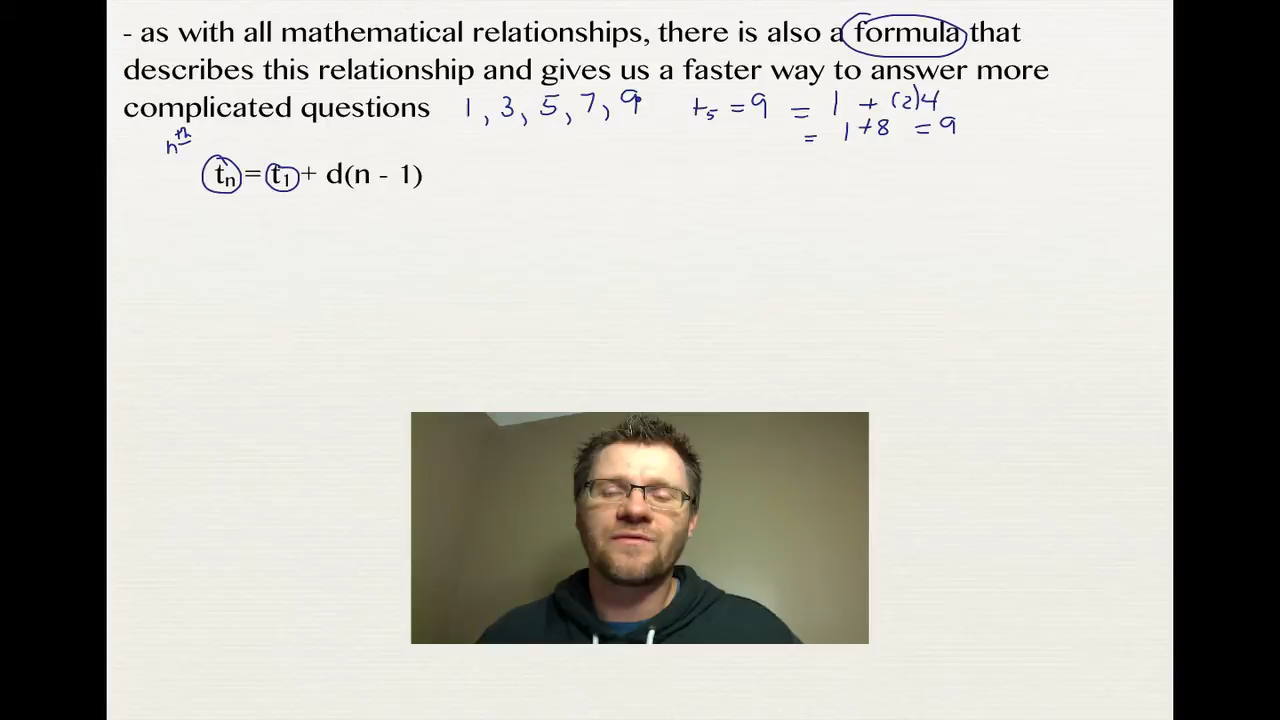 - as with all mathematical relationships, there is also a formula that
describes this relationship and gives us a faster way to answer more
complicated questions 1, 3, 5, 7, 9 t₅ = 9 = 1 + (2)4
= 1 + 8 = 9
nth
tₙ = t₁ + d(n - 1)